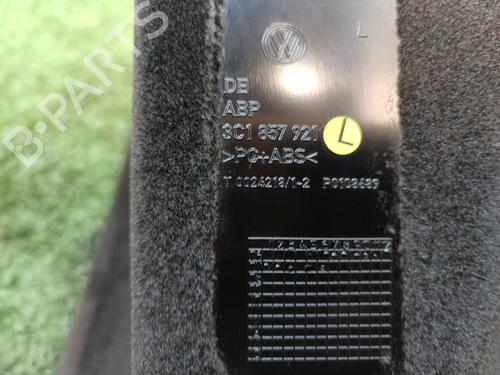 L
DE
ABP
3C1 857 921
L
>PC+ABS<
T 0024218/1-2 P0108689
B-PARTS